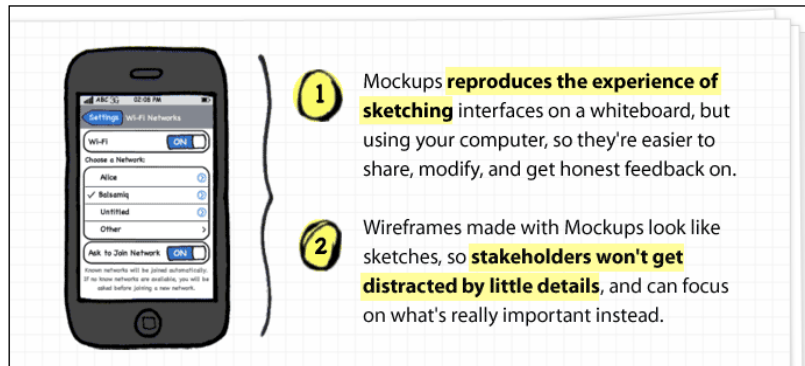 ABC 3G 02:08 PM
Settings Wi-Fi Networks
Wi-Fi ON
Choose a Network:
Alice
Balsamiq
Untitled
Other
Ask to Join Network ON
Known networks will be joined automatically.
If no know networks are available, you will be
asked before joining a new network.
1
Mockups reproduces the experience of
sketching interfaces on a whiteboard, but
using your computer, so they're easier to
share, modify, and get honest feedback on.
2
Wireframes made with Mockups look like
sketches, so stakeholders won't get
distracted by little details, and can focus
on what's really important instead.